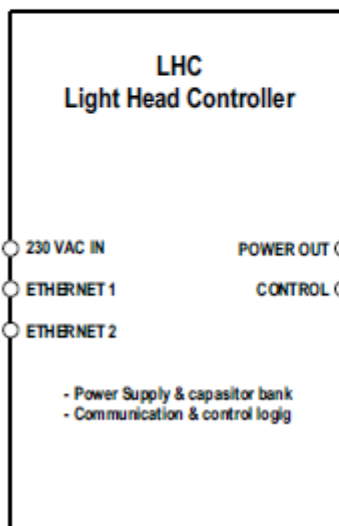 LHC
Light Head Controller
230 VAC IN
POWER OUT
ETHERNET 1
CONTROL
ETHERNET 2
- Power Supply & capasitor bank
- Communication & control logig